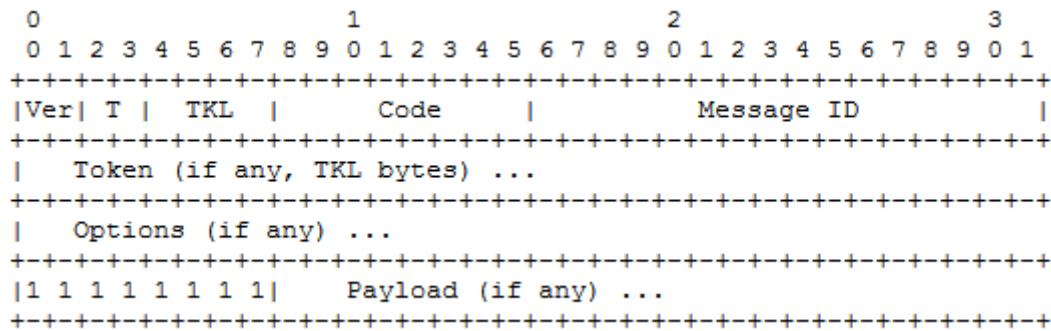 0                   1                   2                   3
0 1 2 3 4 5 6 7 8 9 0 1 2 3 4 5 6 7 8 9 0 1 2 3 4 5 6 7 8 9 0 1
+-+-+-+-+-+-+-+-+-+-+-+-+-+-+-+-+-+-+-+-+-+-+-+-+-+-+-+-+-+-+-+-+
|Ver| T |  TKL  |      Code     |          Message ID           |
+-+-+-+-+-+-+-+-+-+-+-+-+-+-+-+-+-+-+-+-+-+-+-+-+-+-+-+-+-+-+-+-+
|   Token (if any, TKL bytes) ...
+-+-+-+-+-+-+-+-+-+-+-+-+-+-+-+-+-+-+-+-+-+-+-+-+-+-+-+-+-+-+-+-+
|   Options (if any) ...
+-+-+-+-+-+-+-+-+-+-+-+-+-+-+-+-+-+-+-+-+-+-+-+-+-+-+-+-+-+-+-+-+
|1 1 1 1 1 1 1 1|    Payload (if any) ...
+-+-+-+-+-+-+-+-+-+-+-+-+-+-+-+-+-+-+-+-+-+-+-+-+-+-+-+-+-+-+-+-+